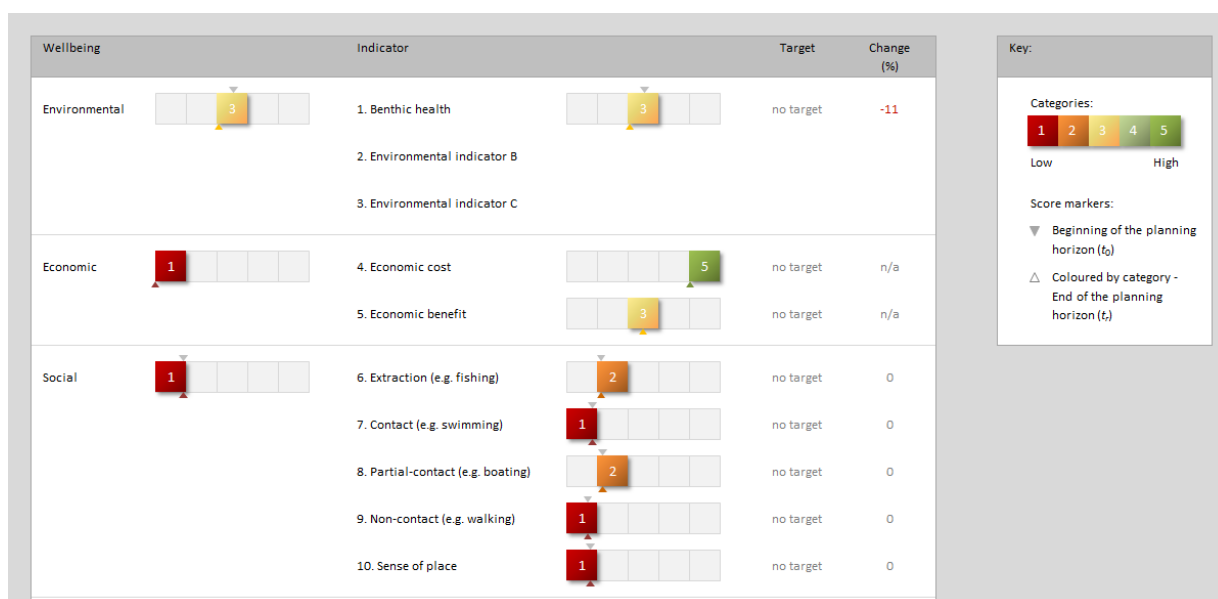 Wellbeing Indicator Target Change
(%)
Environmental 3 1. Benthic health 3 no target -11
2. Environmental indicator B
3. Environmental indicator C
Economic 1 4. Economic cost 5 no target n/a
5. Economic benefit 3 no target n/a
Social 1 6. Extraction (e.g. fishing) 2 no target 0
7. Contact (e.g. swimming) 1 no target 0
8. Partial-contact (e.g. boating) 2 no target 0
9. Non-contact (e.g. walking) 1 no target 0
10. Sense of place 1 no target 0
Key:
Categories:
1 2 3 4 5
Low High
Score markers:
Beginning of the planning
horizon (t0)
Coloured by category -
End of the planning
horizon (tr)